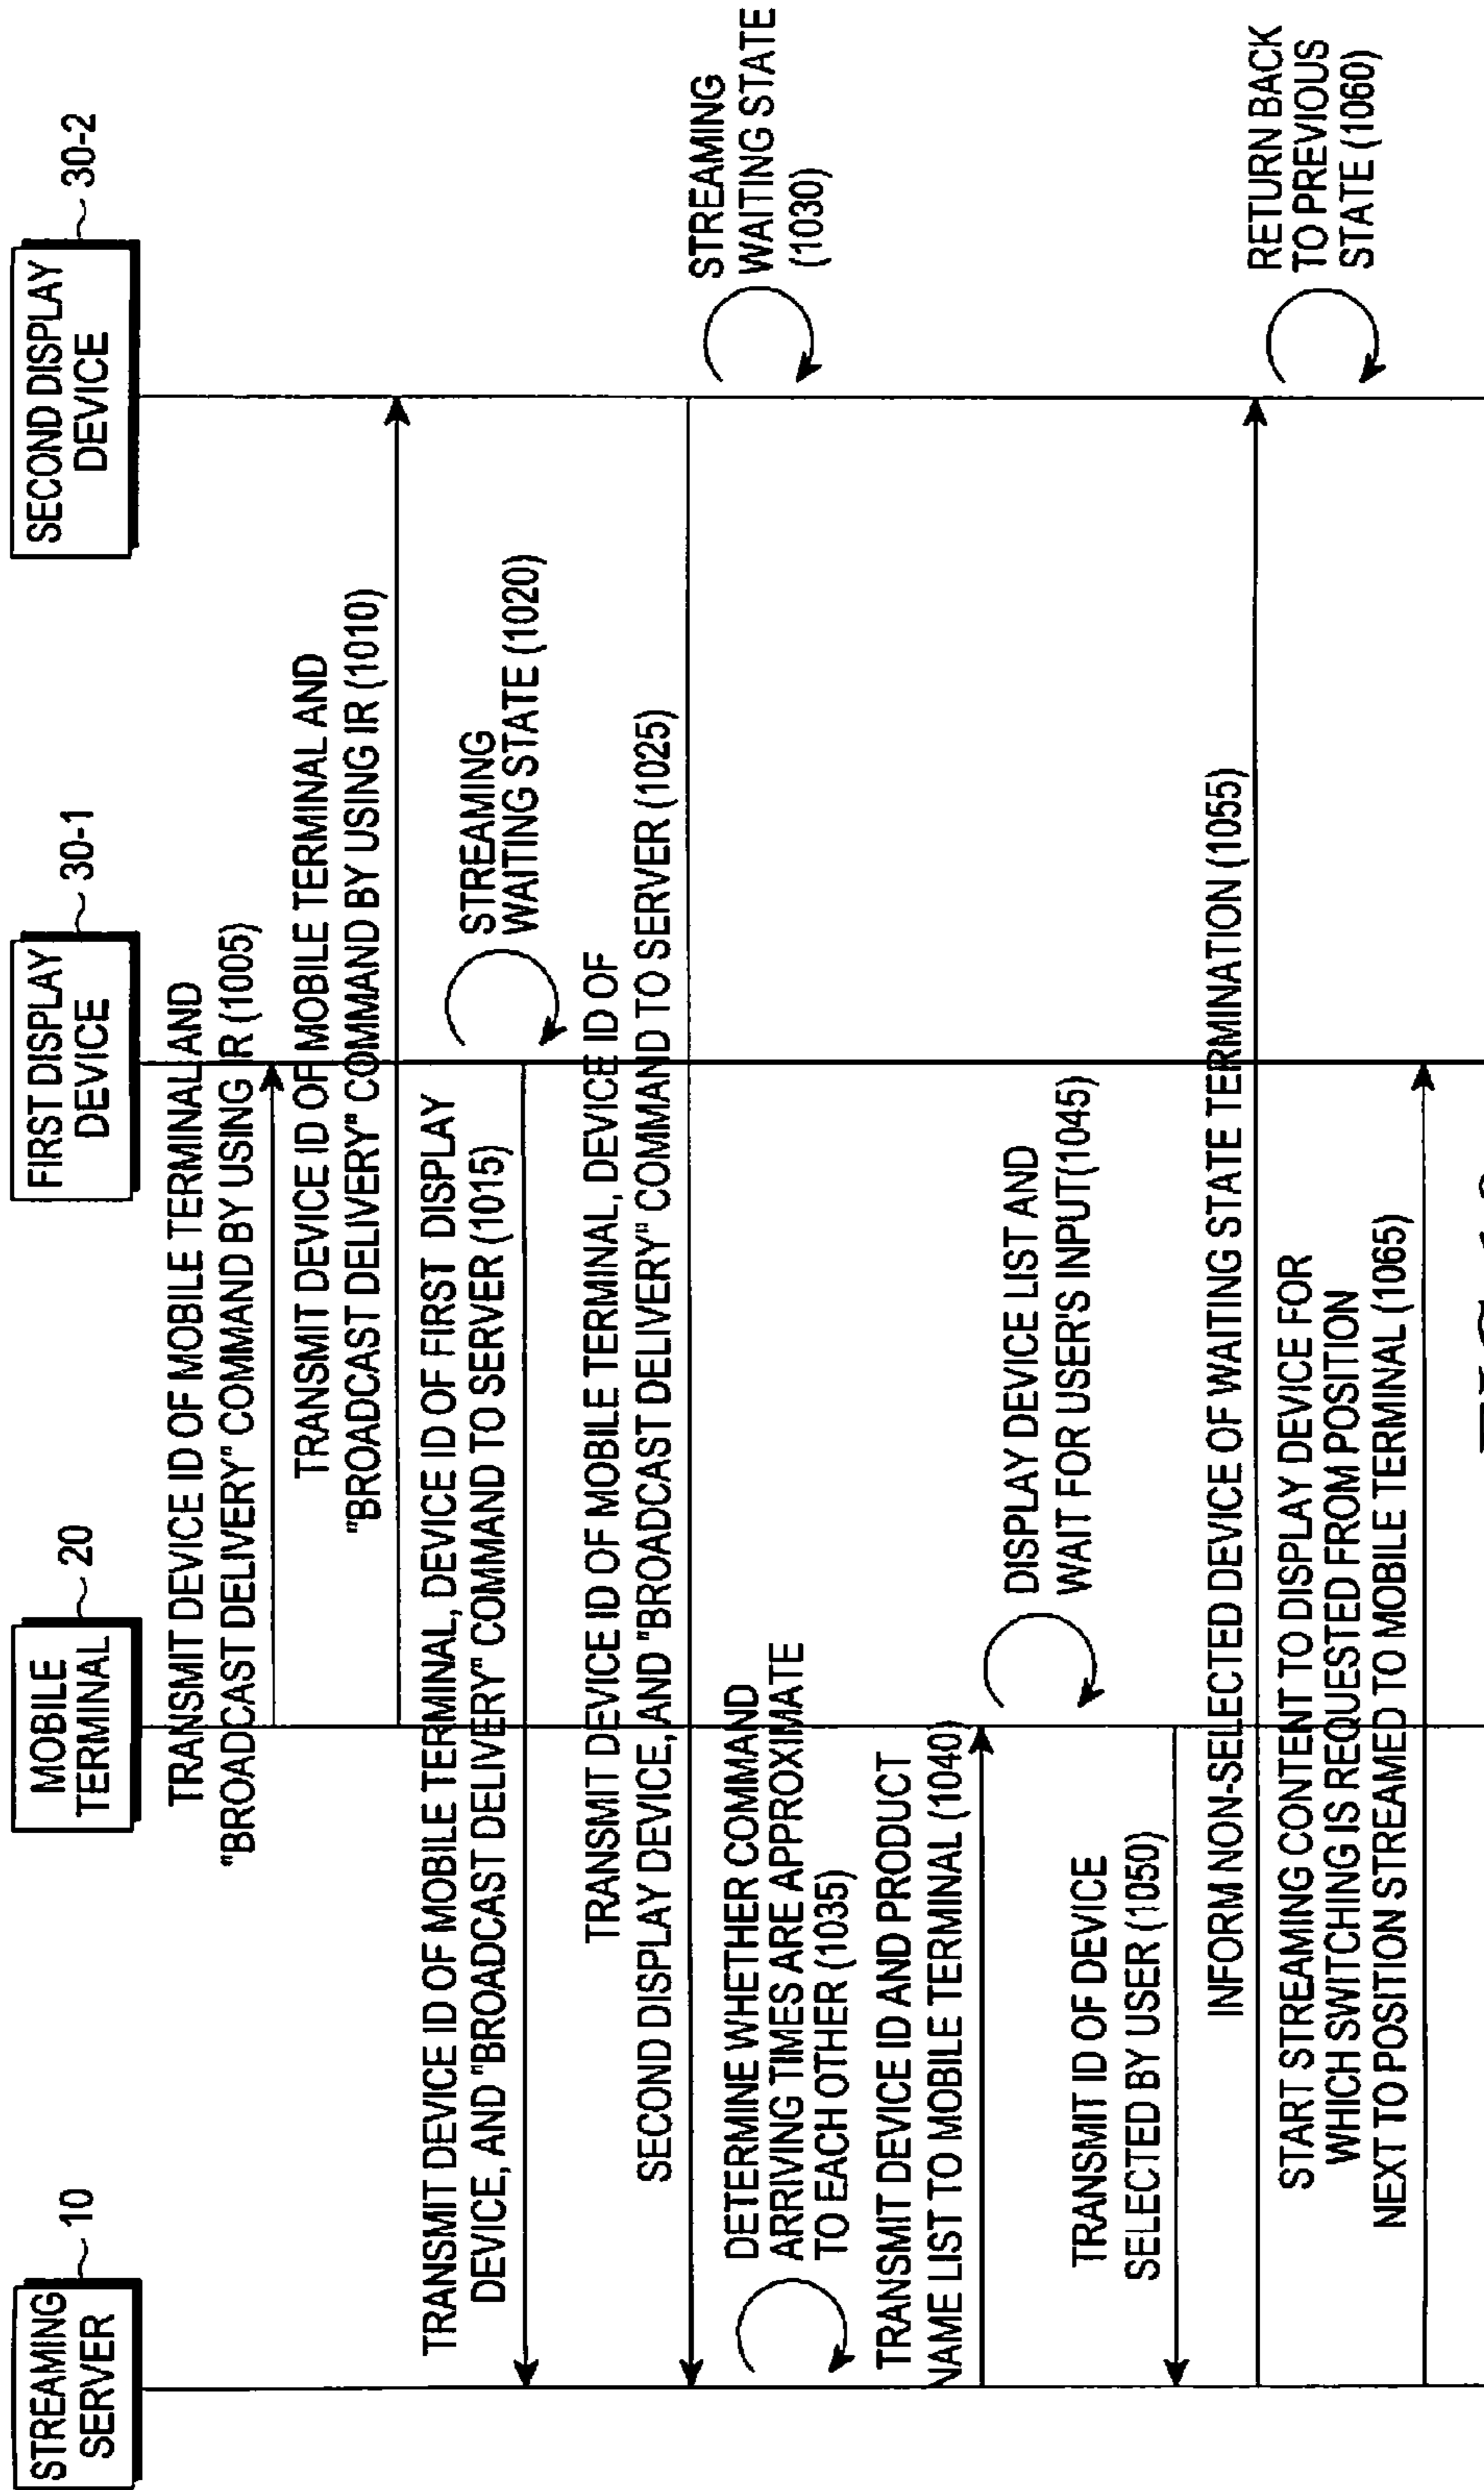 STREAMING
SERVER
10
MOBILE
TERMINAL
20
FIRST DISPLAY
DEVICE
30-1
SECOND DISPLAY
DEVICE
30-2
TRANSMIT DEVICE ID OF MOBILE TERMINAL AND
"BROADCAST DELIVERY" COMMAND BY USING IR (1005)
TRANSMIT DEVICE ID OF MOBILE TERMINAL AND
"BROADCAST DELIVERY" COMMAND BY USING IR (1010)
TRANSMIT DEVICE ID OF MOBILE TERMINAL, DEVICE ID OF FIRST DISPLAY
DEVICE, AND "BROADCAST DELIVERY" COMMAND TO SERVER (1015)
STREAMING
WAITING STATE (1020)
TRANSMIT DEVICE ID OF MOBILE TERMINAL, DEVICE ID OF
SECOND DISPLAY DEVICE, AND "BROADCAST DELIVERY" COMMAND TO SERVER (1025)
STREAMING
WAITING STATE
(1030)
DETERMINE WHETHER COMMAND
ARRIVING TIMES ARE APPROXIMATE
TO EACH OTHER (1035)
TRANSMIT DEVICE ID AND PRODUCT
NAME LIST TO MOBILE TERMINAL (1040)
DISPLAY DEVICE LIST AND
WAIT FOR USER'S INPUT(1045)
TRANSMIT ID OF DEVICE
SELECTED BY USER (1050)
INFORM NON-SELECTED DEVICE OF WAITING STATE TERMINATION (1055)
RETURN BACK
TO PREVIOUS
STATE (1060)
START STREAMING CONTENT TO DISPLAY DEVICE FOR
WHICH SWITCHING IS REQUESTED FROM POSITION
NEXT TO POSITION STREAMED TO MOBILE TERMINAL (1065)